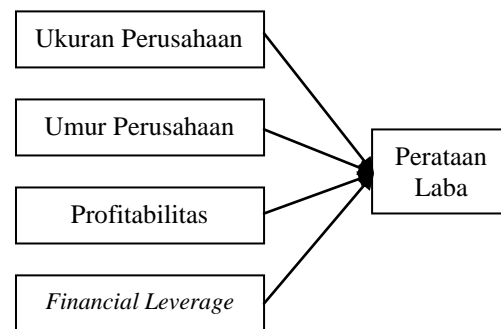 Ukuran Perusahaan
Umur Perusahaan
Perataan
Laba
Profitabilitas
Financial Leverage